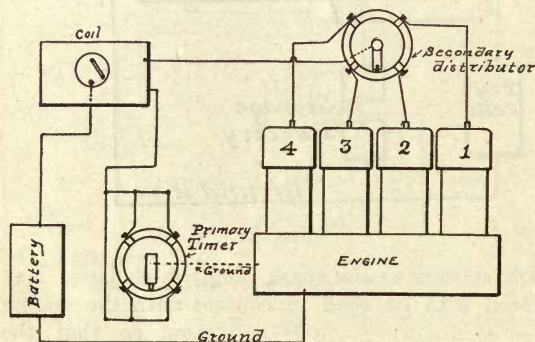 Coil
Secondary
distributor
4 3 2 1
Primary
Timer
Ground
ENGINE
Battery
Ground